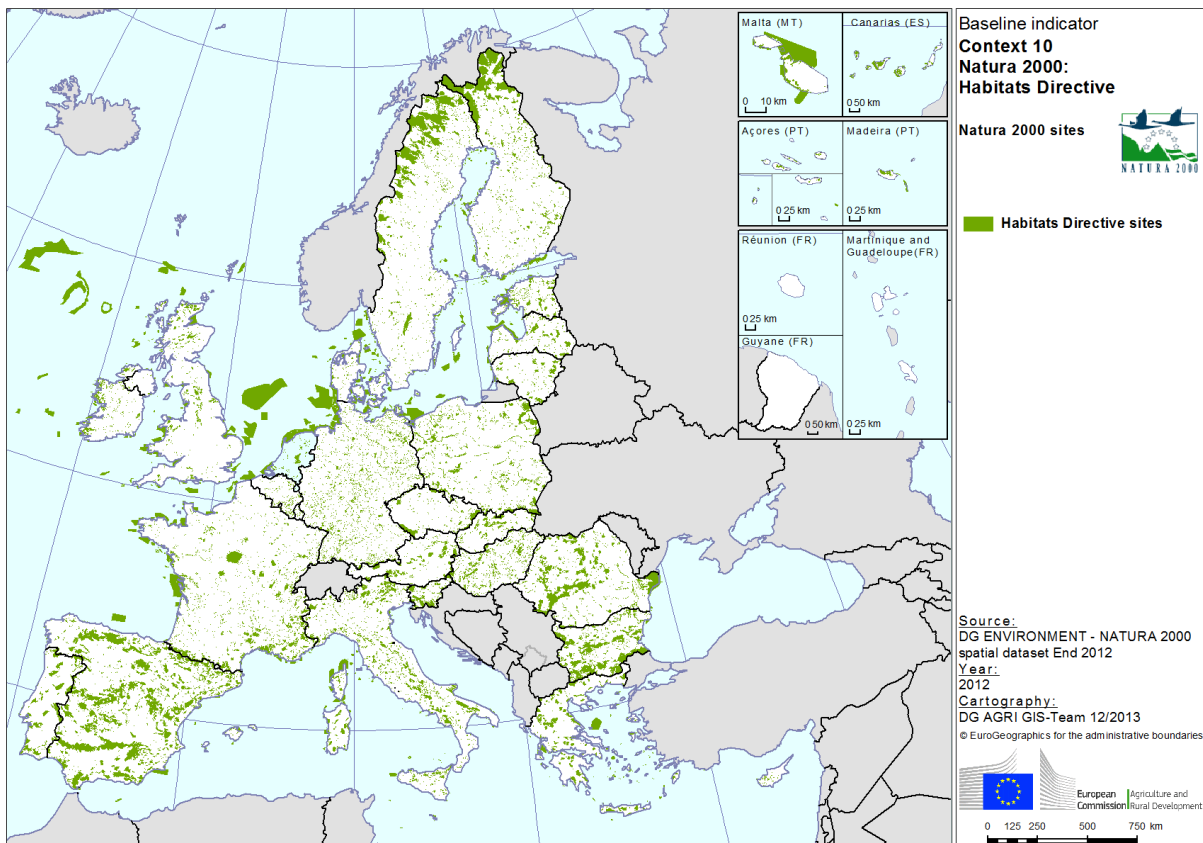 Malta (MT)
0 10 km
Canarias (ES)
0 50 km
Açores (PT)
0 25 km
Madeira (PT)
0 25 km
Réunion (FR)
0 25 km
Martinique and
Guadeloupe(FR)
0 25 km
Guyane (FR)
0 50 km
Baseline indicator
Context 10
Natura 2000:
Habitats Directive
Natura 2000 sites
NATURA 2000
Habitats Directive sites
Source:
DG ENVIRONMENT - NATURA 2000
spatial dataset End 2012
Year:
2012
Cartography:
DG AGRI GIS-Team 12/2013
© EuroGeographics for the administrative boundaries
European
Commission
Agriculture and
Rural Development
0 125 250 500 750 km